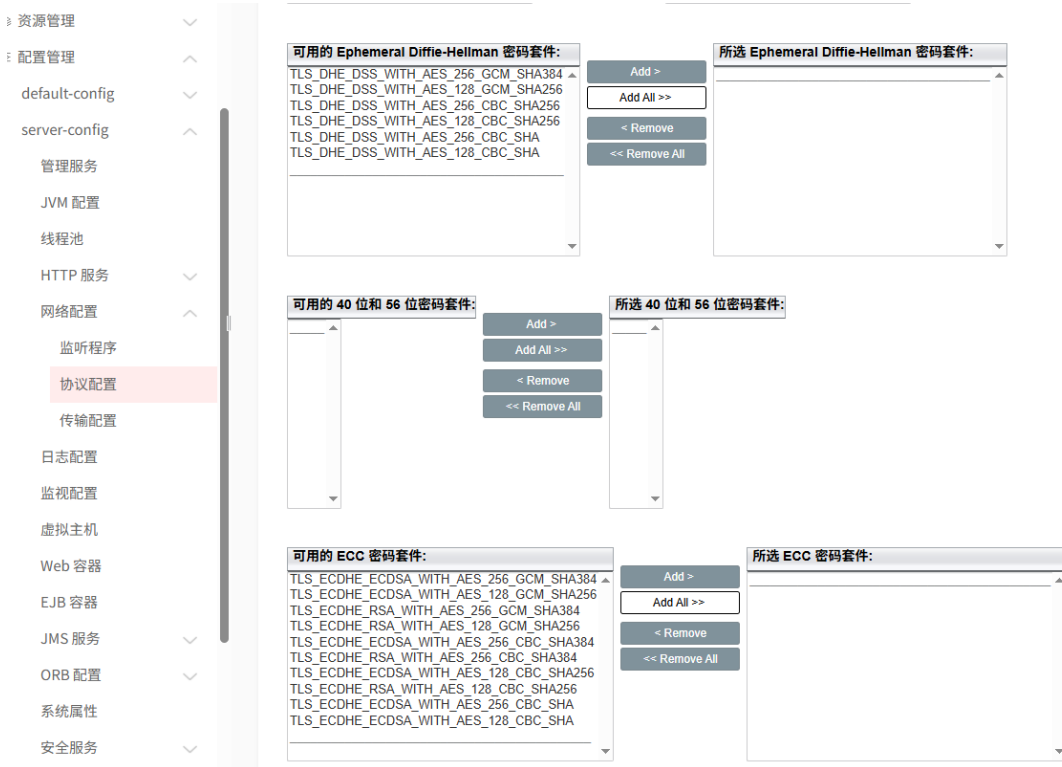 资源管理
配置管理
default-config
server-config
管理服务
JVM 配置
线程池
HTTP 服务
网络配置
监听程序
协议配置
传输配置
日志配置
监视配置
虚拟主机
Web 容器
EJB 容器
JMS 服务
ORB 配置
系统属性
安全服务
可用的 Ephemeral Diffie-Hellman 密码套件:
TLS_DHE_DSS_WITH_AES_256_GCM_SHA384
TLS_DHE_DSS_WITH_AES_128_GCM_SHA256
TLS_DHE_DSS_WITH_AES_256_CBC_SHA256
TLS_DHE_DSS_WITH_AES_128_CBC_SHA256
TLS_DHE_DSS_WITH_AES_256_CBC_SHA
TLS_DHE_DSS_WITH_AES_128_CBC_SHA
Add >
Add All >>
< Remove
<< Remove All
所选 Ephemeral Diffie-Hellman 密码套件:
可用的 40 位和 56 位密码套件:
Add >
Add All >>
< Remove
<< Remove All
所选 40 位和 56 位密码套件:
可用的 ECC 密码套件:
TLS_ECDHE_ECDSA_WITH_AES_256_GCM_SHA384
TLS_ECDHE_ECDSA_WITH_AES_128_GCM_SHA256
TLS_ECDHE_RSA_WITH_AES_256_GCM_SHA384
TLS_ECDHE_RSA_WITH_AES_128_GCM_SHA256
TLS_ECDHE_ECDSA_WITH_AES_256_CBC_SHA384
TLS_ECDHE_RSA_WITH_AES_256_CBC_SHA384
TLS_ECDHE_ECDSA_WITH_AES_128_CBC_SHA256
TLS_ECDHE_RSA_WITH_AES_128_CBC_SHA256
TLS_ECDHE_ECDSA_WITH_AES_256_CBC_SHA
TLS_ECDHE_ECDSA_WITH_AES_128_CBC_SHA
Add >
Add All >>
< Remove
<< Remove All
所选 ECC 密码套件: